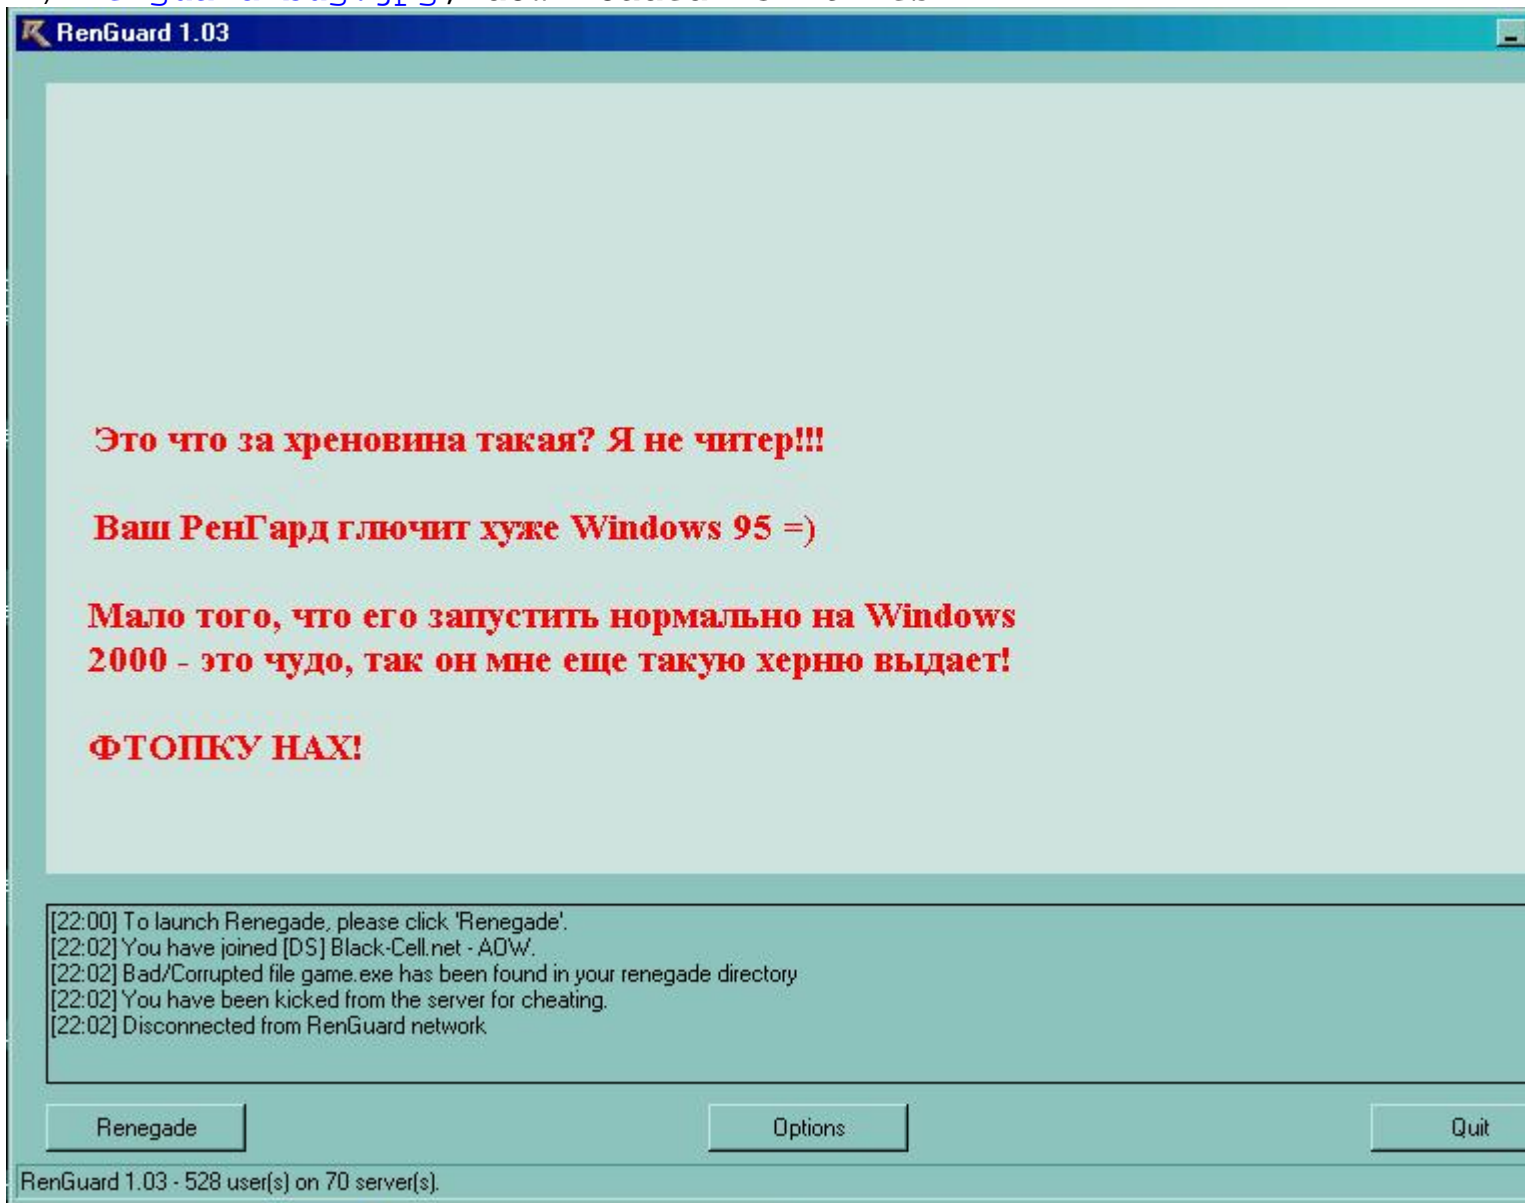 RenGuard 1.03
Это что за хреновина такая? Я не читер!!!
Ваш РенГард глючит хуже Windows 95 =)
Мало того, что его запустить нормально на Windows
2000 - это чудо, так он мне еще такую херню выдает!
ФТОПКУ НАХ!
[22:00] To launch Renegade, please click 'Renegade'.
[22:02] You have joined [DS] Black-Cell.net - AOW'.
[22:02] Bad/Corrupted file game.exe has been found in your renegade directory
[22:02] You have been kicked from the server for cheating.
[22:02] Disconnected from RenGuard network
Renegade Options Quit
RenGuard 1.03 - 528 user(s) on 70 server(s).